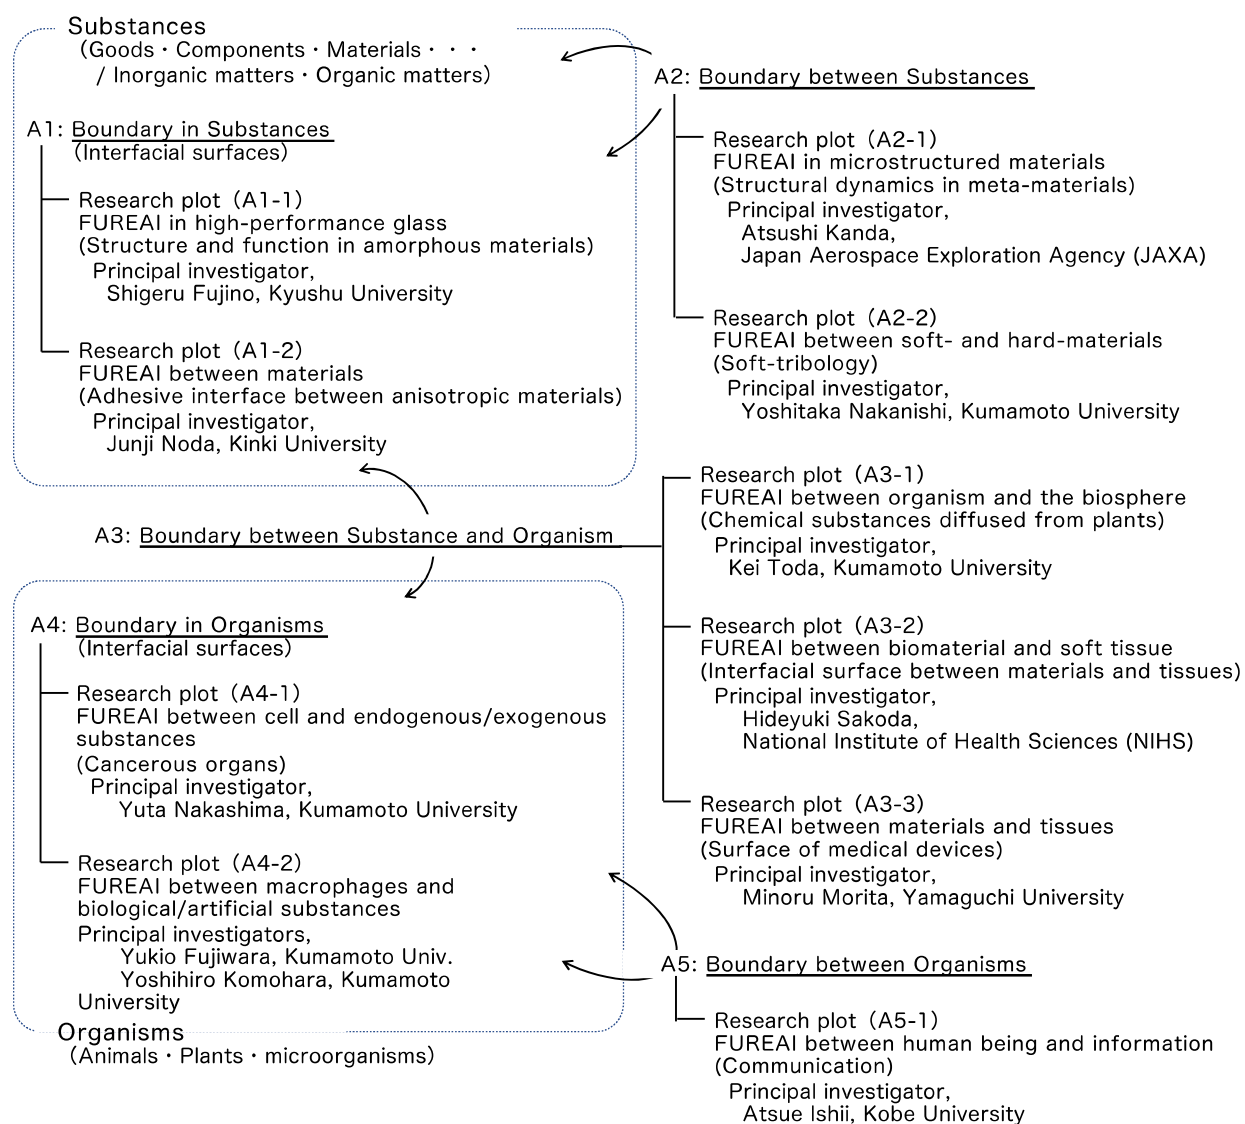 Substances
（Goods・Components・Materials・・・
/ Inorganic matters・Organic matters）
A1: Boundary in Substances
（Interfacial surfaces）
Research plot（A1-1）
FUREAI in high-performance glass
(Structure and function in amorphous materials)
Principal investigator,
Shigeru Fujino, Kyushu University
Research plot（A1-2）
FUREAI between materials
(Adhesive interface between anisotropic materials)
Principal investigator,
Junji Noda, Kinki University
A2: Boundary between Substances
Research plot（A2-1）
FUREAI in microstructured materials
(Structural dynamics in meta-materials)
Principal investigator,
Atsushi Kanda,
Japan Aerospace Exploration Agency (JAXA)
Research plot（A2-2）
FUREAI between soft- and hard-materials
(Soft-tribology)
Principal investigator,
Yoshitaka Nakanishi, Kumamoto University
A3: Boundary between Substance and Organism
Research plot（A3-1）
FUREAI between organism and the biosphere
(Chemical substances diffused from plants)
Principal investigator,
Kei Toda, Kumamoto University
Research plot（A3-2）
FUREAI between biomaterial and soft tissue
(Interfacial surface between materials and tissues)
Principal investigator,
Hideyuki Sakoda,
National Institute of Health Sciences (NIHS)
Research plot（A3-3）
FUREAI between materials and tissues
(Surface of medical devices)
Principal investigator,
Minoru Morita, Yamaguchi University
A4: Boundary in Organisms
（Interfacial surfaces）
Research plot（A4-1）
FUREAI between cell and endogenous/exogenous
substances
(Cancerous organs)
Principal investigator,
Yuta Nakashima, Kumamoto University
Research plot（A4-2）
FUREAI between macrophages and
biological/artificial substances
Principal investigators,
Yukio Fujiwara, Kumamoto Univ.
Yoshihiro Komohara, Kumamoto
University
Organisms
（Animals・Plants・microorganisms）
A5: Boundary between Organisms
Research plot（A5-1）
FUREAI between human being and information
(Communication)
Principal investigator,
Atsue Ishii, Kobe University